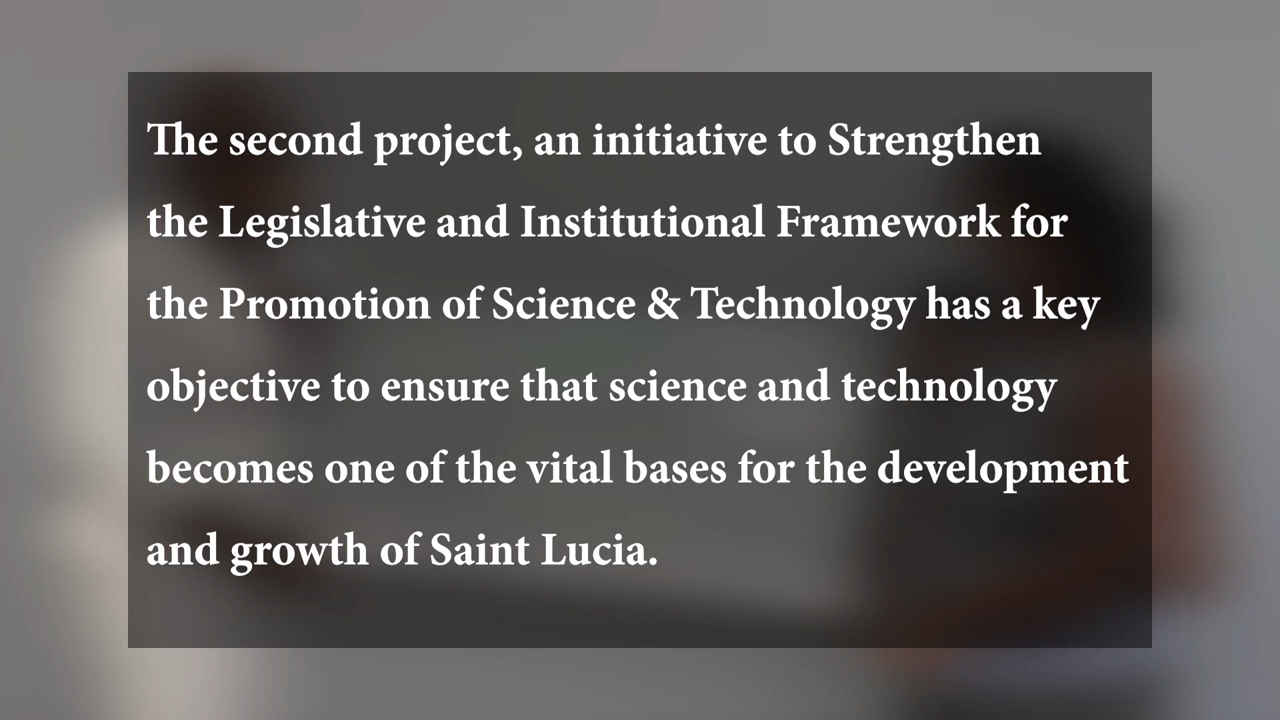 The second project, an initiative to Strengthen
the Legislative and Institutional Framework for
the Promotion of Science & Technology has a key
objective to ensure that science and technology
becomes one of the vital bases for the development
and growth of Saint Lucia.